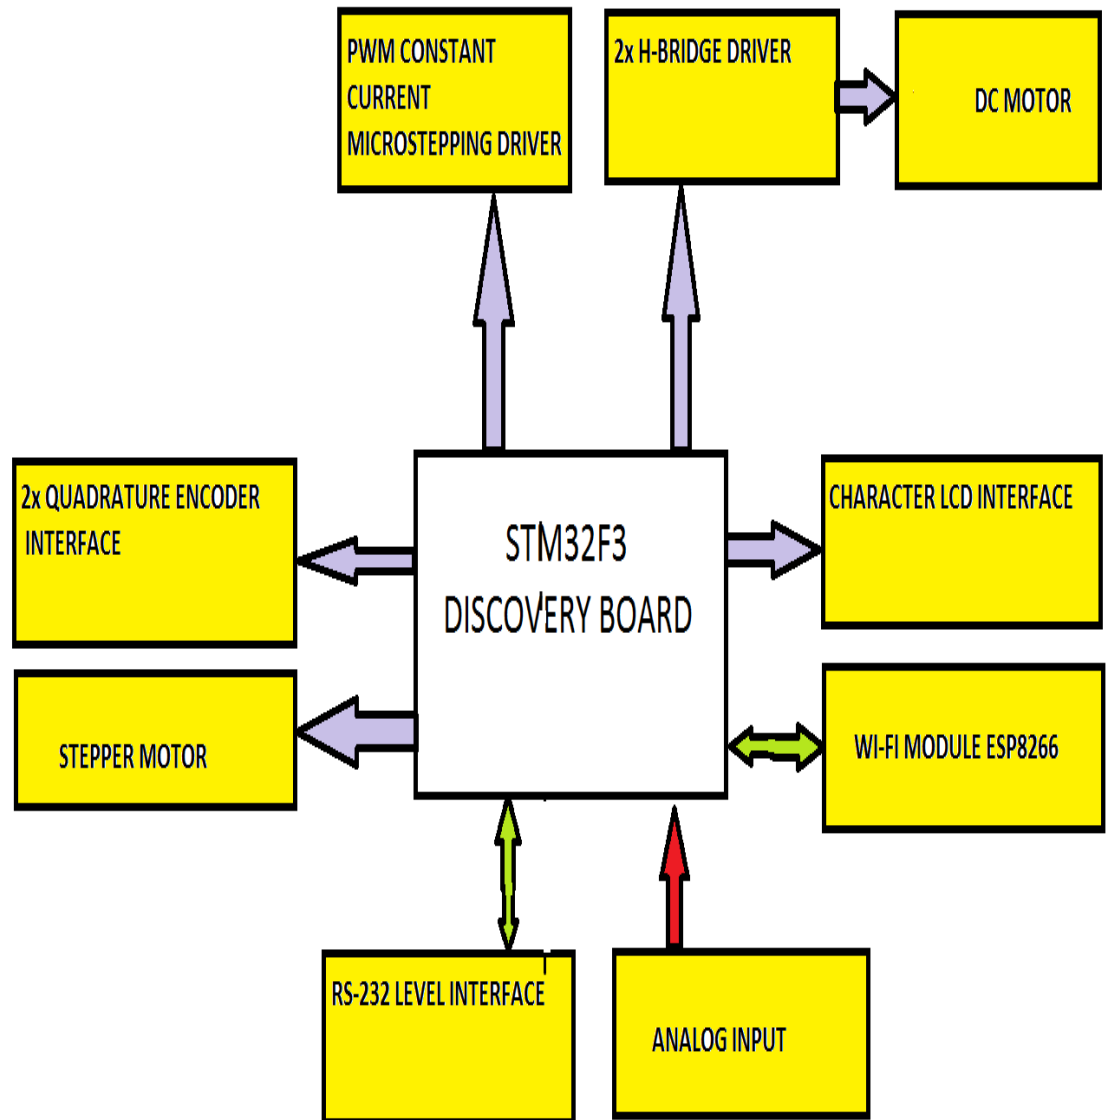 PWM CONSTANT
CURRENT
MICROSTEPPING DRIVER
2x H-BRIDGE DRIVER
DC MOTOR
2x QUADRATURE ENCODER
INTERFACE
STM32F3
DISCOVERY BOARD
CHARACTER LCD INTERFACE
STEPPER MOTOR
WI-FI MODULE ESP8266
RS-232 LEVEL INTERFACE
ANALOG INPUT